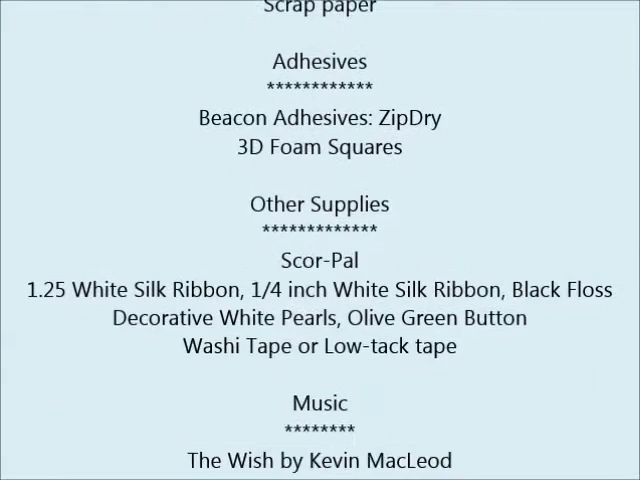 Scrap paper
Adhesives
************
Beacon Adhesives: ZipDry
3D Foam Squares
Other Supplies
*************
Scor-Pal
1.25 White Silk Ribbon, 1/4 inch White Silk Ribbon, Black Floss
Decorative White Pearls, Olive Green Button
Washi Tape or Low-tack tape
Music
********
The Wish by Kevin MacLeod